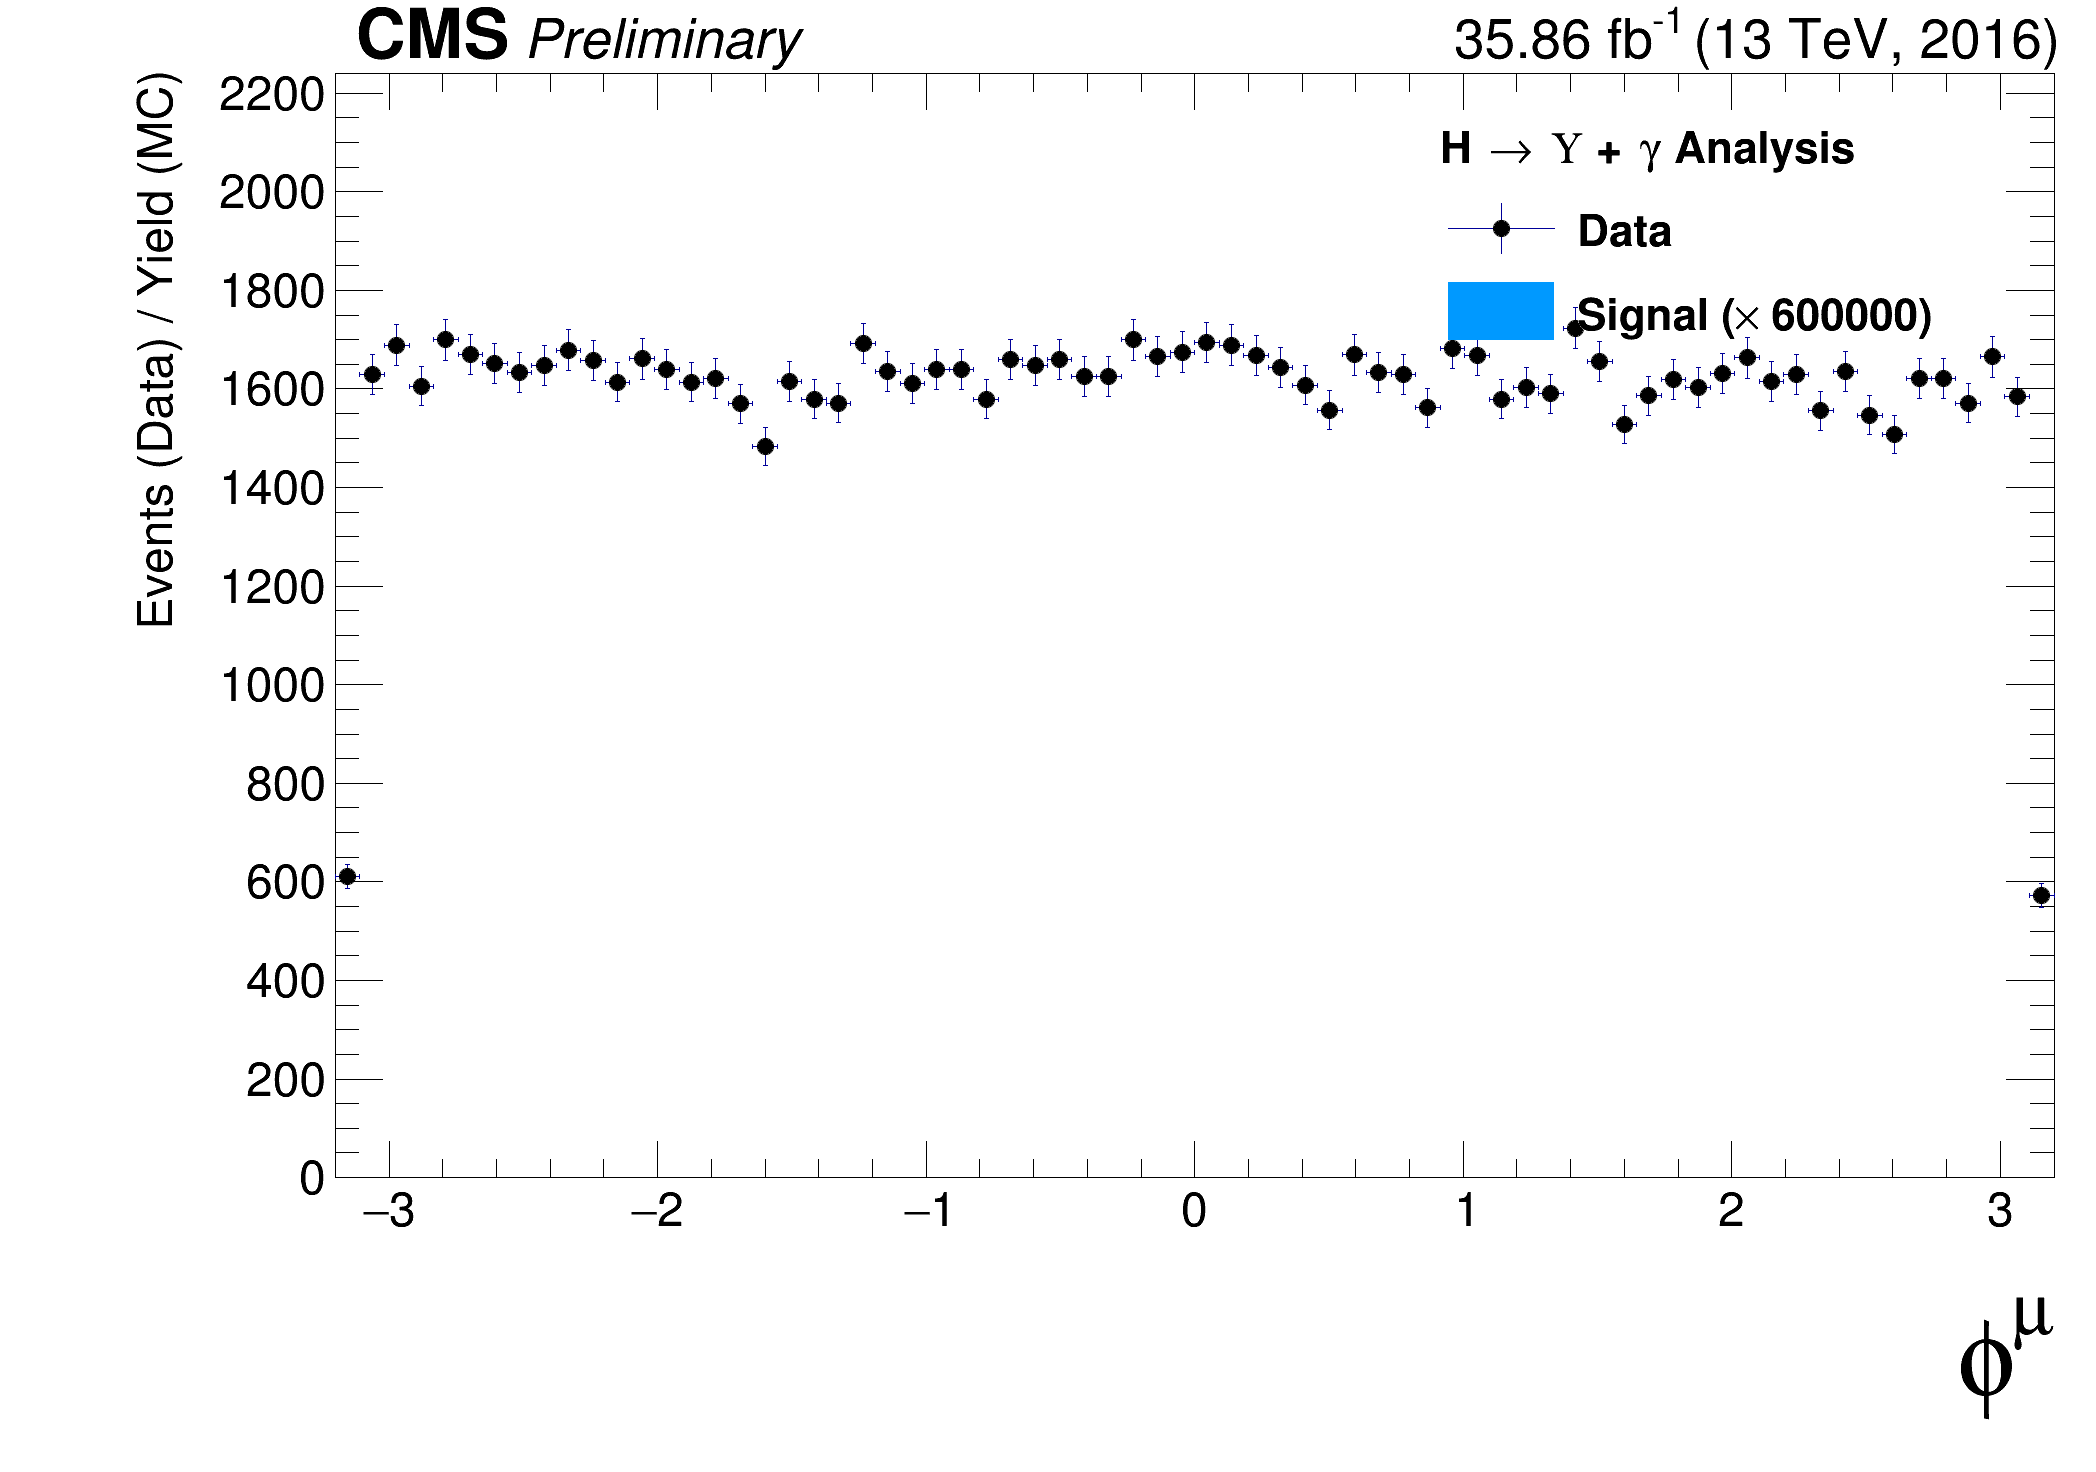 CMS Preliminary
35.86 fb⁻¹ (13 TeV, 2016)
Events (Data) / Yield (MC)
H → Υ + γ Analysis
Data
Signal (× 600000)
2200
2000
1800
1600
1400
1200
1000
800
600
400
200
0
−3 −2 −1 0 1 2 3
ϕ^μ